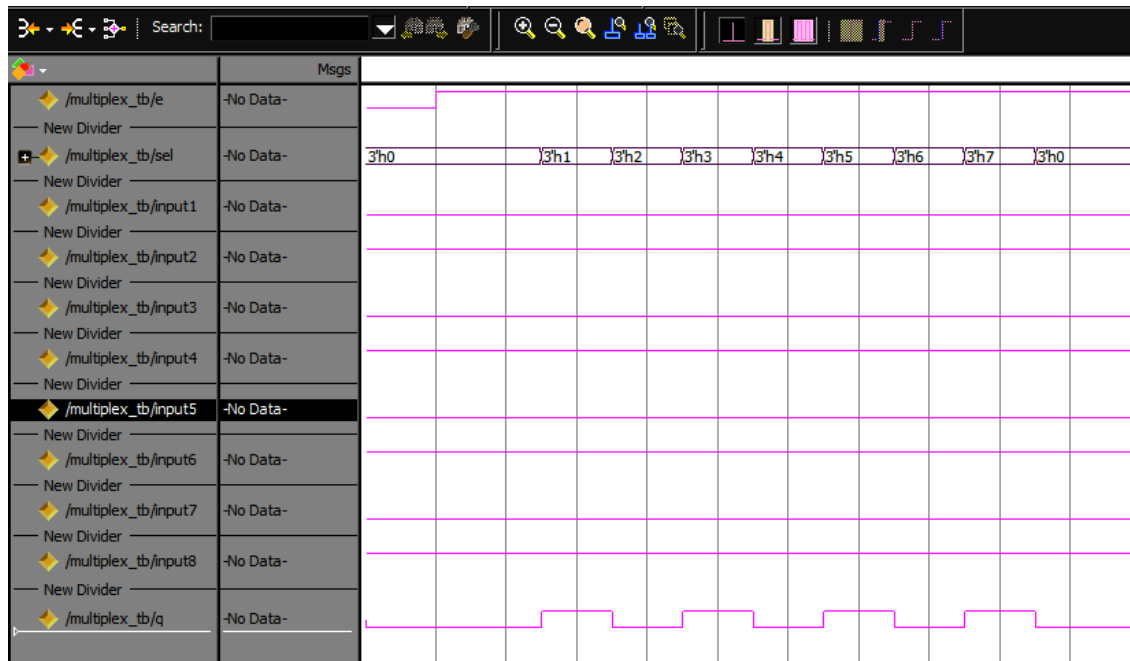 Search:
Msgs
/multiplex_tb/e -No Data-
New Divider
/multiplex_tb/sel -No Data- 3'h0 3'h1 3'h2 3'h3 3'h4 3'h5 3'h6 3'h7 3'h0
New Divider
/multiplex_tb/input1 -No Data-
New Divider
/multiplex_tb/input2 -No Data-
New Divider
/multiplex_tb/input3 -No Data-
New Divider
/multiplex_tb/input4 -No Data-
New Divider
/multiplex_tb/input5 -No Data-
New Divider
/multiplex_tb/input6 -No Data-
New Divider
/multiplex_tb/input7 -No Data-
New Divider
/multiplex_tb/input8 -No Data-
New Divider
/multiplex_tb/q -No Data-